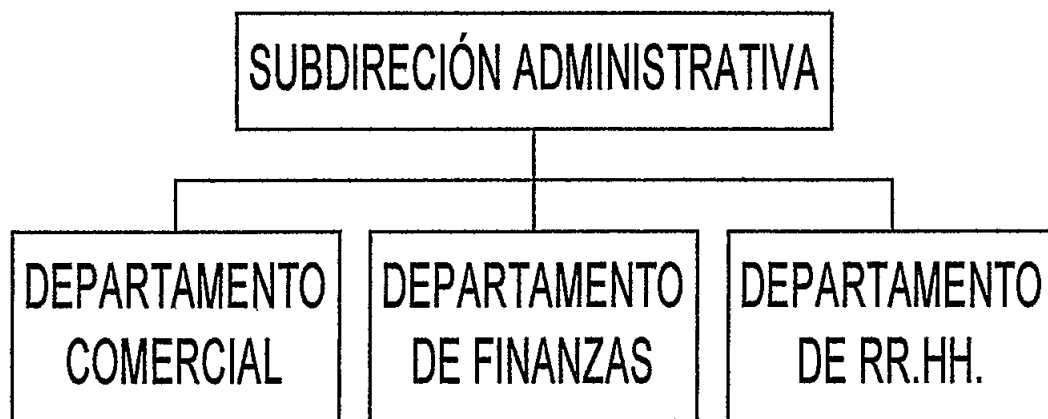 SUBDIRECIÓN ADMINISTRATIVA
DEPARTAMENTO
COMERCIAL
DEPARTAMENTO
DE FINANZAS
DEPARTAMENTO
DE RR.HH.